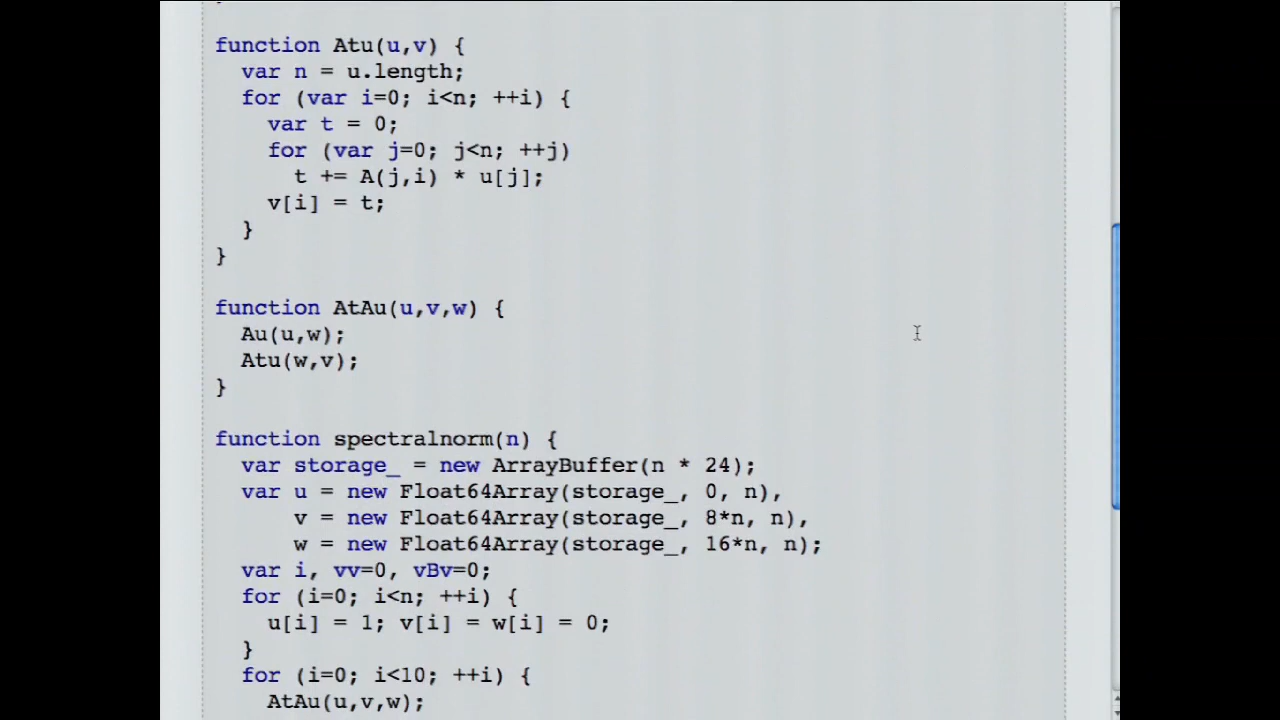 function Atu(u,v) {
  var n = u.length;
  for (var i=0; i<n; ++i) {
    var t = 0;
    for (var j=0; j<n; ++j)
      t += A(j,i) * u[j];
    v[i] = t;
  }
}
function AtAu(u,v,w) {
  Au(u,w);
  Atu(w,v);
}
function spectralnorm(n) {
  var storage_ = new ArrayBuffer(n * 24);
  var u = new Float64Array(storage_, 0, n),
      v = new Float64Array(storage_, 8*n, n),
      w = new Float64Array(storage_, 16*n, n);
  var i, vv=0, vBv=0;
  for (i=0; i<n; ++i) {
    u[i] = 1; v[i] = w[i] = 0;
  }
  for (i=0; i<10; ++i) {
    AtAu(u,v,w);